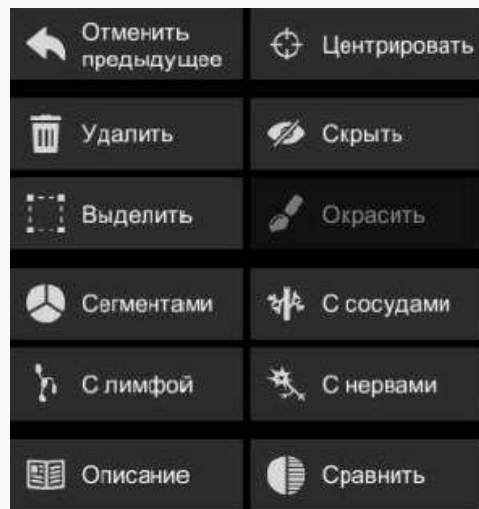 Отменить
предыдущее
Центрировать
Удалить
Скрыть
Выделить
Окрасить
Сегментами
С сосудами
С лимфой
С нервами
Описание
Сравнить